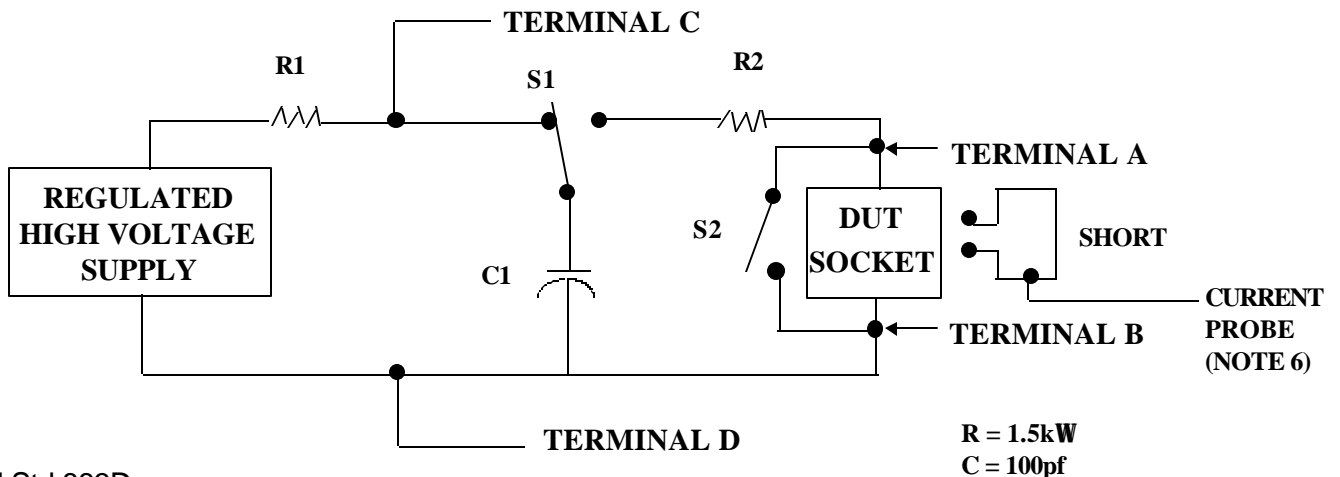 TERMINAL C
R1
S1
R2
TERMINAL A
REGULATED
HIGH VOLTAGE
SUPPLY
DUT
SOCKET
S2
SHORT
C1
CURRENT
PROBE
(NOTE 6)
TERMINAL B
TERMINAL D
R = 1.5kW
C = 100pf